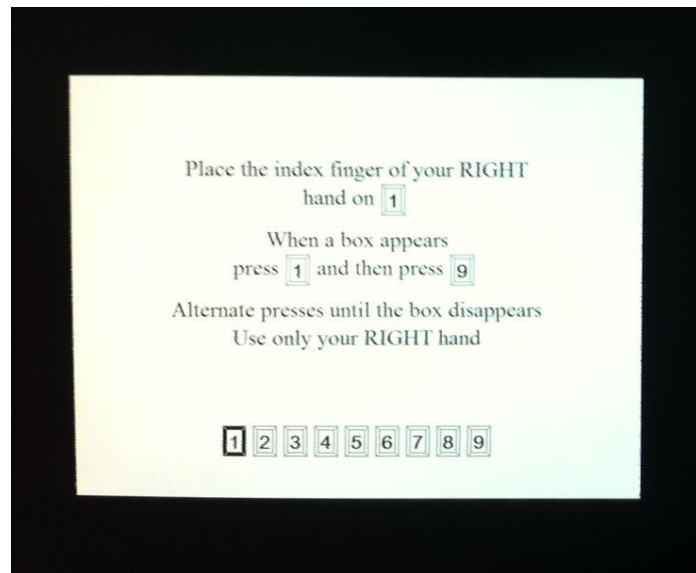 Place the index finger of your RIGHT
hand on 1
When a box appears
press 1 and then press 9
Alternate presses until the box disappears
Use only your RIGHT hand
1 2 3 4 5 6 7 8 9